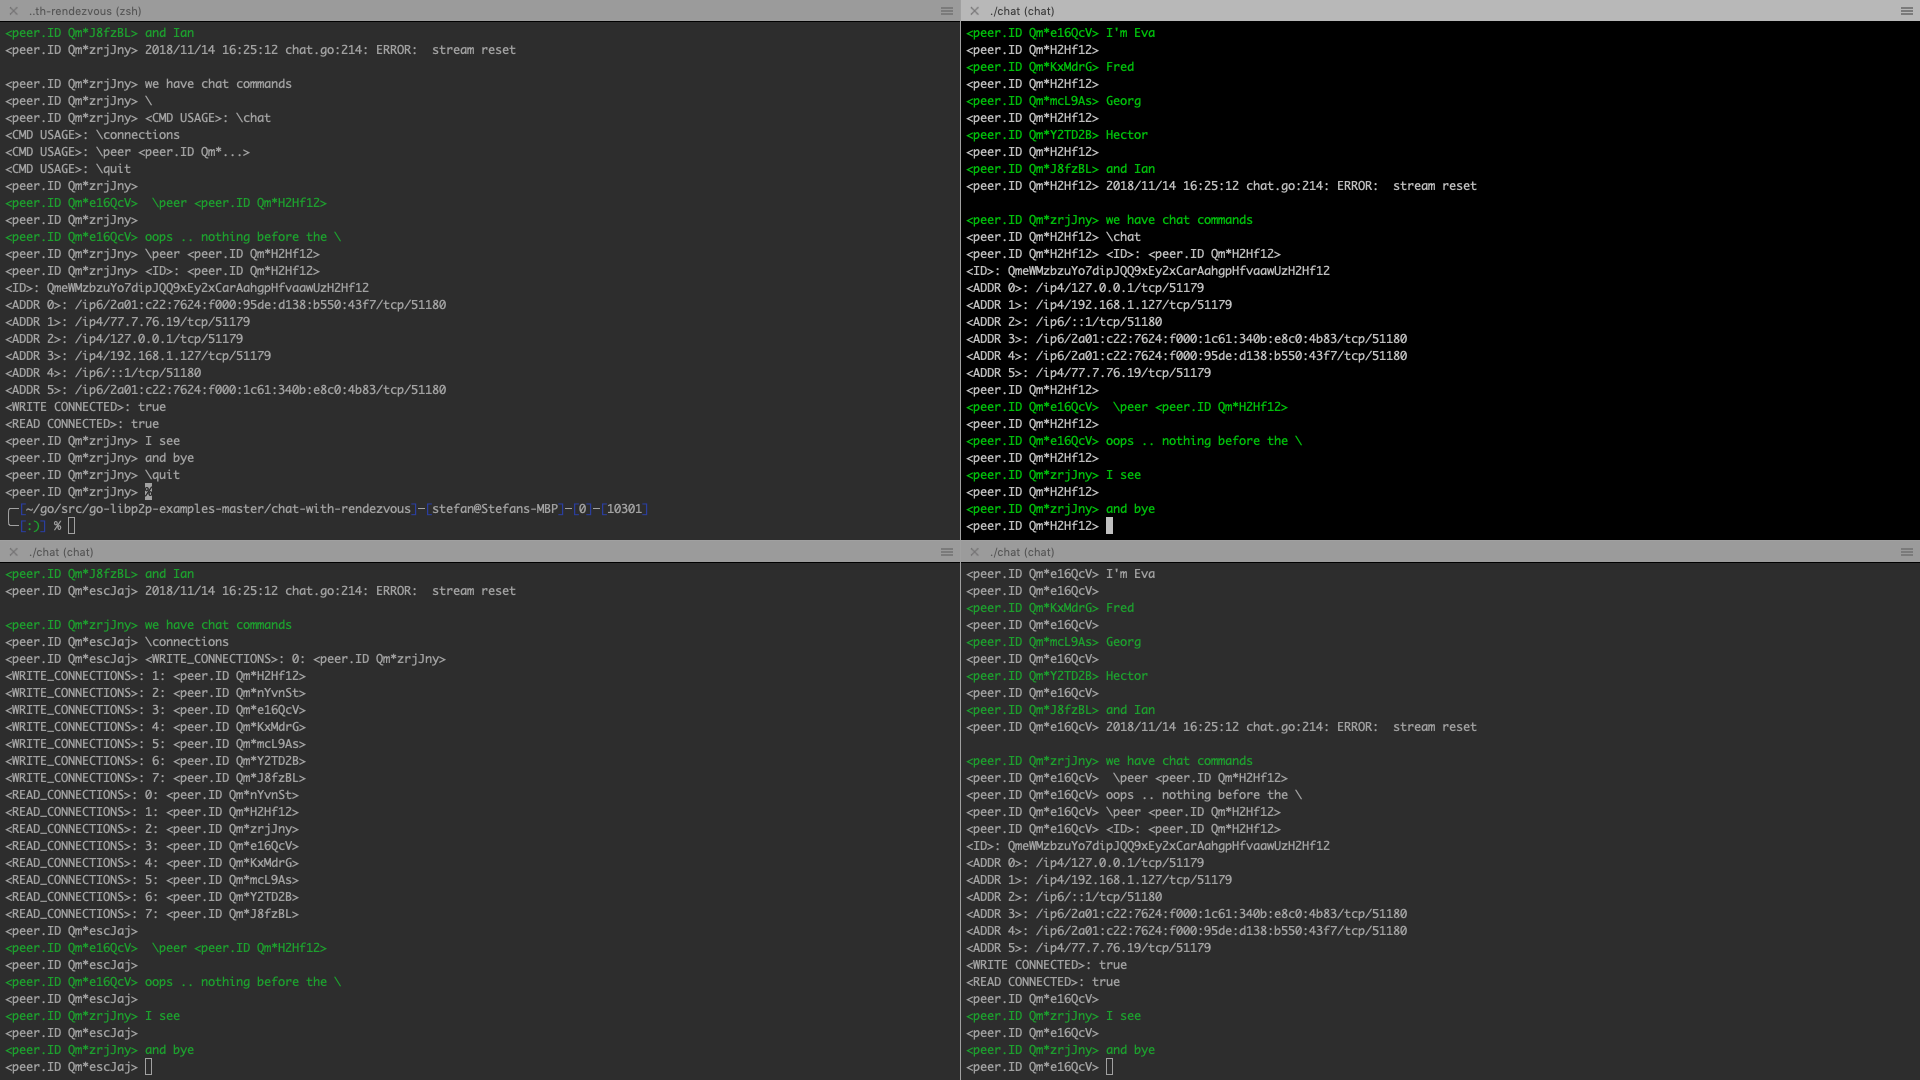 ..th-rendezvous (zsh)
<peer.ID Qm*J8fzBL> and Ian
<peer.ID Qm*zrjJny> 2018/11/14 16:25:12 chat.go:214: ERROR:  stream reset
<peer.ID Qm*zrjJny> we have chat commands
<peer.ID Qm*zrjJny> \
<peer.ID Qm*zrjJny> <CMD USAGE>: \chat
<CMD USAGE>: \connections
<CMD USAGE>: \peer <peer.ID Qm*...>
<CMD USAGE>: \quit
<peer.ID Qm*zrjJny>
<peer.ID Qm*e16QcV>  \peer <peer.ID Qm*H2Hf12>
<peer.ID Qm*zrjJny>
<peer.ID Qm*e16QcV> oops .. nothing before the \
<peer.ID Qm*zrjJny> \peer <peer.ID Qm*H2Hf12>
<peer.ID Qm*zrjJny> <ID>: <peer.ID Qm*H2Hf12>
<ID>: QmeWMzbzuYo7dipJQQ9xEy2xCarAahgpHfvaawUzH2Hf12
<ADDR 0>: /ip6/2a01:c22:7624:f000:95de:d138:b550:43f7/tcp/51180
<ADDR 1>: /ip4/77.7.76.19/tcp/51179
<ADDR 2>: /ip4/127.0.0.1/tcp/51179
<ADDR 3>: /ip4/192.168.1.127/tcp/51179
<ADDR 4>: /ip6/::1/tcp/51180
<ADDR 5>: /ip6/2a01:c22:7624:f000:1c61:340b:e8c0:4b83/tcp/51180
<WRITE CONNECTED>: true
<READ CONNECTED>: true
<peer.ID Qm*zrjJny> I see
<peer.ID Qm*zrjJny> and bye
<peer.ID Qm*zrjJny> \quit
<peer.ID Qm*zrjJny> %
[~/go/src/go-libp2p-examples-master/chat-with-rendezvous]—[stefan@Stefans-MBP]—[0]—[10301]
[:)] %
./chat (chat)
<peer.ID Qm*e16QcV> I'm Eva
<peer.ID Qm*H2Hf12>
<peer.ID Qm*KxMdrG> Fred
<peer.ID Qm*H2Hf12>
<peer.ID Qm*mcL9As> Georg
<peer.ID Qm*H2Hf12>
<peer.ID Qm*Y2TD2B> Hector
<peer.ID Qm*H2Hf12>
<peer.ID Qm*J8fzBL> and Ian
<peer.ID Qm*H2Hf12> 2018/11/14 16:25:12 chat.go:214: ERROR:  stream reset
<peer.ID Qm*zrjJny> we have chat commands
<peer.ID Qm*H2Hf12> \chat
<peer.ID Qm*H2Hf12> <ID>: <peer.ID Qm*H2Hf12>
<ID>: QmeWMzbzuYo7dipJQQ9xEy2xCarAahgpHfvaawUzH2Hf12
<ADDR 0>: /ip4/127.0.0.1/tcp/51179
<ADDR 1>: /ip4/192.168.1.127/tcp/51179
<ADDR 2>: /ip6/::1/tcp/51180
<ADDR 3>: /ip6/2a01:c22:7624:f000:1c61:340b:e8c0:4b83/tcp/51180
<ADDR 4>: /ip6/2a01:c22:7624:f000:95de:d138:b550:43f7/tcp/51180
<ADDR 5>: /ip4/77.7.76.19/tcp/51179
<peer.ID Qm*H2Hf12>
<peer.ID Qm*e16QcV>  \peer <peer.ID Qm*H2Hf12>
<peer.ID Qm*H2Hf12>
<peer.ID Qm*e16QcV> oops .. nothing before the \
<peer.ID Qm*H2Hf12>
<peer.ID Qm*zrjJny> I see
<peer.ID Qm*H2Hf12>
<peer.ID Qm*zrjJny> and bye
<peer.ID Qm*H2Hf12>
./chat (chat)
<peer.ID Qm*J8fzBL> and Ian
<peer.ID Qm*escJaj> 2018/11/14 16:25:12 chat.go:214: ERROR:  stream reset
<peer.ID Qm*zrjJny> we have chat commands
<peer.ID Qm*escJaj> \connections
<peer.ID Qm*escJaj> <WRITE_CONNECTIONS>: 0: <peer.ID Qm*zrjJny>
<WRITE_CONNECTIONS>: 1: <peer.ID Qm*H2Hf12>
<WRITE_CONNECTIONS>: 2: <peer.ID Qm*nYvnSt>
<WRITE_CONNECTIONS>: 3: <peer.ID Qm*e16QcV>
<WRITE_CONNECTIONS>: 4: <peer.ID Qm*KxMdrG>
<WRITE_CONNECTIONS>: 5: <peer.ID Qm*mcL9As>
<WRITE_CONNECTIONS>: 6: <peer.ID Qm*Y2TD2B>
<WRITE_CONNECTIONS>: 7: <peer.ID Qm*J8fzBL>
<READ_CONNECTIONS>: 0: <peer.ID Qm*nYvnSt>
<READ_CONNECTIONS>: 1: <peer.ID Qm*H2Hf12>
<READ_CONNECTIONS>: 2: <peer.ID Qm*zrjJny>
<READ_CONNECTIONS>: 3: <peer.ID Qm*e16QcV>
<READ_CONNECTIONS>: 4: <peer.ID Qm*KxMdrG>
<READ_CONNECTIONS>: 5: <peer.ID Qm*mcL9As>
<READ_CONNECTIONS>: 6: <peer.ID Qm*Y2TD2B>
<READ_CONNECTIONS>: 7: <peer.ID Qm*J8fzBL>
<peer.ID Qm*escJaj>
<peer.ID Qm*e16QcV>  \peer <peer.ID Qm*H2Hf12>
<peer.ID Qm*escJaj>
<peer.ID Qm*e16QcV> oops .. nothing before the \
<peer.ID Qm*escJaj>
<peer.ID Qm*zrjJny> I see
<peer.ID Qm*escJaj>
<peer.ID Qm*zrjJny> and bye
<peer.ID Qm*escJaj>
./chat (chat)
<peer.ID Qm*e16QcV> I'm Eva
<peer.ID Qm*e16QcV>
<peer.ID Qm*KxMdrG> Fred
<peer.ID Qm*e16QcV>
<peer.ID Qm*mcL9As> Georg
<peer.ID Qm*e16QcV>
<peer.ID Qm*Y2TD2B> Hector
<peer.ID Qm*e16QcV>
<peer.ID Qm*J8fzBL> and Ian
<peer.ID Qm*e16QcV> 2018/11/14 16:25:12 chat.go:214: ERROR:  stream reset
<peer.ID Qm*zrjJny> we have chat commands
<peer.ID Qm*e16QcV>  \peer <peer.ID Qm*H2Hf12>
<peer.ID Qm*e16QcV> oops .. nothing before the \
<peer.ID Qm*e16QcV> \peer <peer.ID Qm*H2Hf12>
<peer.ID Qm*e16QcV> <ID>: <peer.ID Qm*H2Hf12>
<ID>: QmeWMzbzuYo7dipJQQ9xEy2xCarAahgpHfvaawUzH2Hf12
<ADDR 0>: /ip4/127.0.0.1/tcp/51179
<ADDR 1>: /ip4/192.168.1.127/tcp/51179
<ADDR 2>: /ip6/::1/tcp/51180
<ADDR 3>: /ip6/2a01:c22:7624:f000:1c61:340b:e8c0:4b83/tcp/51180
<ADDR 4>: /ip6/2a01:c22:7624:f000:95de:d138:b550:43f7/tcp/51180
<ADDR 5>: /ip4/77.7.76.19/tcp/51179
<WRITE CONNECTED>: true
<READ CONNECTED>: true
<peer.ID Qm*e16QcV>
<peer.ID Qm*zrjJny> I see
<peer.ID Qm*e16QcV>
<peer.ID Qm*zrjJny> and bye
<peer.ID Qm*e16QcV>